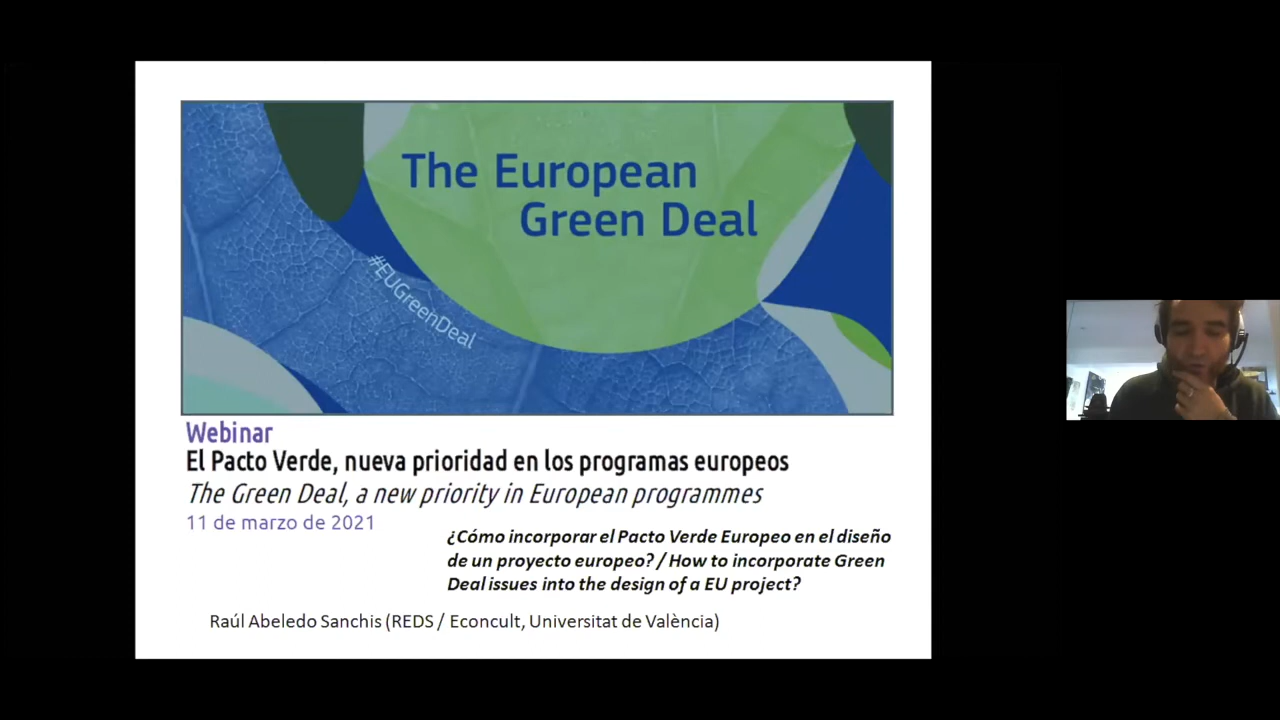 The European
Green Deal
#EUGreenDeal
Webinar
El Pacto Verde, nueva prioridad en los programas europeos
The Green Deal, a new priority in European programmes
11 de marzo de 2021
¿Cómo incorporar el Pacto Verde Europeo en el diseño
de un proyecto europeo? / How to incorporate Green
Deal issues into the design of a EU project?
Raúl Abeledo Sanchis (REDS / Econcult, Universitat de València)